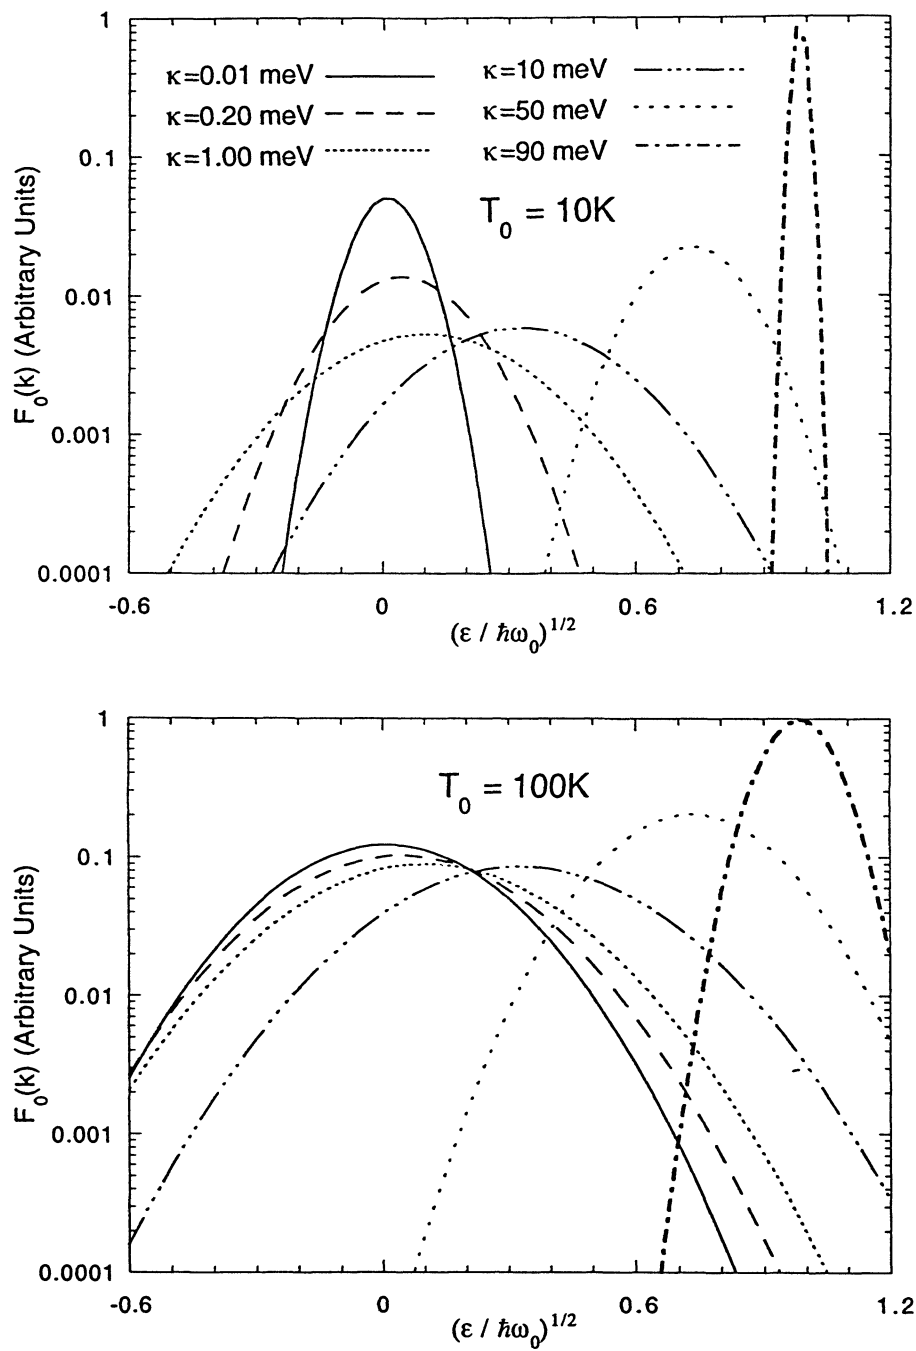 1
κ=0.01 meV
κ=10 meV
κ=0.20 meV
κ=50 meV
κ=1.00 meV
κ=90 meV
0.1
T0 = 10K
0.01
0.001
0.0001
F0(k) (Arbitrary Units)
-0.6 0 0.6 1.2
(ε / ħω0)1/2
1
T0 = 100K
0.1
0.01
0.001
0.0001
F0(k) (Arbitrary Units)
-0.6 0 0.6 1.2
(ε / ħω0)1/2